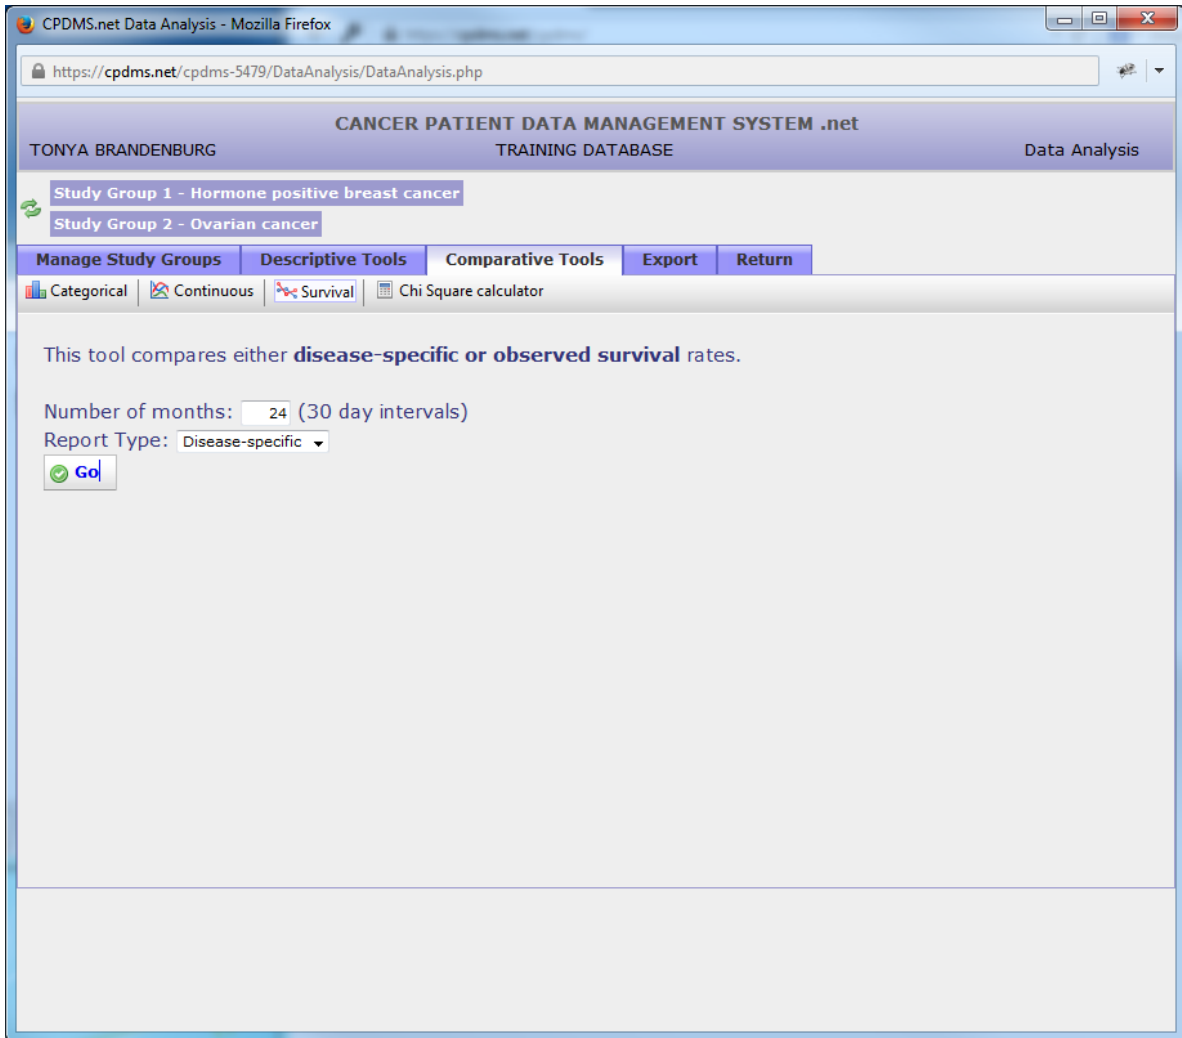 CPDMS.net Data Analysis - Mozilla Firefox
https://cpdms.net/cpdms-5479/DataAnalysis/DataAnalysis.php
CANCER PATIENT DATA MANAGEMENT SYSTEM .net
TONYA BRANDENBURG TRAINING DATABASE Data Analysis
Study Group 1 - Hormone positive breast cancer
Study Group 2 - Ovarian cancer
Manage Study Groups Descriptive Tools Comparative Tools Export Return
Categorical Continuous Survival Chi Square calculator
This tool compares either disease-specific or observed survival rates.
Number of months: 24 (30 day intervals)
Report Type: Disease-specific
Go